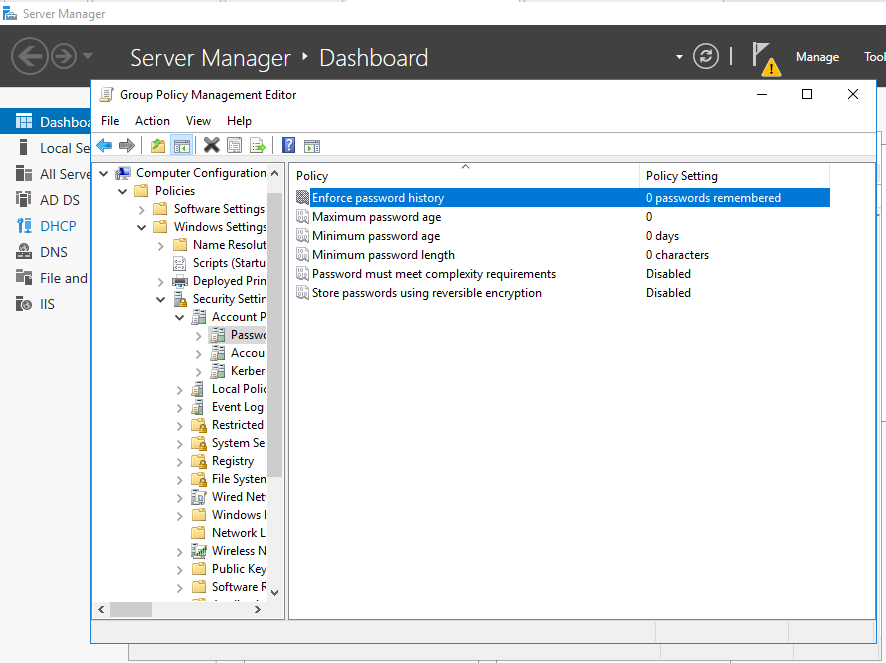 Server Manager
Server Manager ‣ Dashboard
Manage
Tool
Group Policy Management Editor
File Action View Help
Dashboa
Local Se
All Serve
AD DS
DHCP
DNS
File and
IIS
Computer Configuration
Policies
Software Settings
Windows Settings
Name Resolut
Scripts (Startu
Deployed Prin
Security Settin
Account P
Passwo
Accou
Kerber
Local Polic
Event Log
Restricted
System Se
Registry
File System
Wired Net
Windows
Network L
Wireless N
Public Key
Software R
Policy Policy Setting
Enforce password history 0 passwords remembered
Maximum password age 0
Minimum password age 0 days
Minimum password length 0 characters
Password must meet complexity requirements Disabled
Store passwords using reversible encryption Disabled